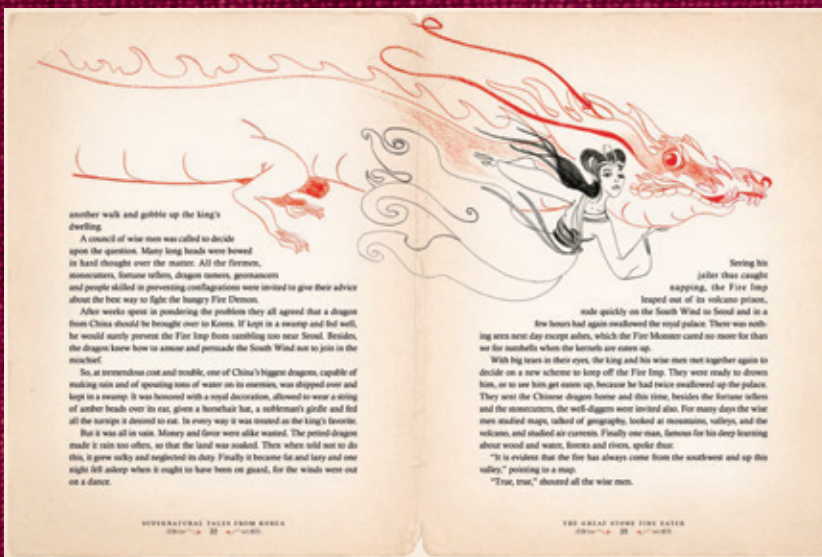 another walk and gobble up the king's
dwelling.
A council of wise men was called to decide
upon the question. Many long heads were bowed
in hard thought over the matter. All the firemen,
stonecutters, fortune tellers, dragon tamers, geomancers
and people skilled in preventing conflagrations were invited to give their advice
about the best way to fight the hungry Fire Demon.
After weeks spent in pondering the problem they all agreed that a dragon
from China should be brought over to Korea. If kept in a swamp and fed well,
he would surely prevent the Fire Imp from rambling too near Seoul. Besides,
the dragon knew how to amuse and persuade the South Wind not to join in the
mischief.
So, at tremendous cost and trouble, one of China's biggest dragons, capable of
making rain and of spouting tons of water on its enemies, was shipped over and
kept in a swamp. It was honored with a royal decoration, allowed to wear a string
of amber beads over its ear, given a horsehair hat, a nobleman's girdle and fed
all the turnips it desired to eat. In every way it was treated as the king's favorite.
But it was all in vain. Money and favor were alike wasted. The petted dragon
made it rain too often, so that the land was soaked. Then when told not to do
this, it grew sulky and neglected its duty. Finally it became fat and lazy and one
night fell asleep when it ought to have been on guard, for the winds were out
on a dance.
SUPERNATURAL TALES FROM KOREA
22
Seeing his
jailer thus caught
napping, the Fire Imp
leaped out of its volcano prison,
rode quickly on the South Wind to Seoul and in a
few hours had again swallowed the royal palace. There was noth-
ing seen next day except ashes, which the Fire Monster cared no more for than
we for nutshells when the kernels are eaten up.
With big tears in their eyes, the king and his wise men met together again to
decide on a new scheme to keep off the Fire Imp. They were ready to drown
him, or to see him get eaten up, because he had twice swallowed up the palace.
They sent the Chinese dragon home and this time, besides the fortune tellers
and the stonecutters, the well-diggers were invited also. For many days the wise
men studied maps, talked of geography, looked at mountains, valleys, and the
volcano, and studied air currents. Finally one man, famous for his deep learning
about wood and water, forests and rivers, spoke thus:
"It is evident that the fire has always come from the southwest and up this
valley," pointing to a map.
"True, true," shouted all the wise men.
THE GREAT STONE FIRE EATER
23